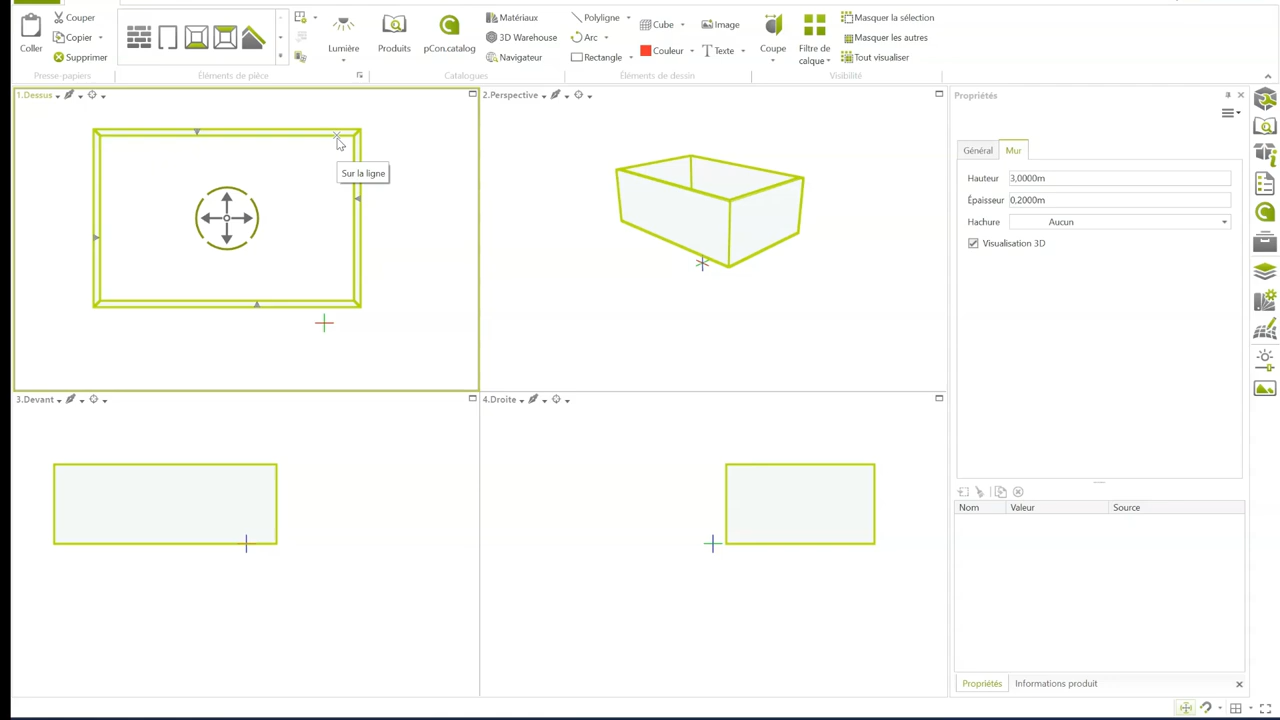 Coller
Couper
Copier
Supprimer
Presse-papiers
Éléments de pièce
Lumière
Produits
pCon.catalog
Matériaux
3D Warehouse
Navigateur
Catalogues
Polyligne
Arc
Rectangle
Cube
Couleur
Image
Texte
Éléments de dessin
Coupe
Filtre de
calque
Masquer la sélection
Masquer les autres
Tout visualiser
Visibilité
1.Dessus
Sur la ligne
2.Perspective
3.Devant
4.Droite
Propriétés
Général
Mur
Hauteur 3,0000m
Épaisseur 0,2000m
Hachure Aucun
Visualisation 3D
Nom Valeur Source
Propriétés Informations produit